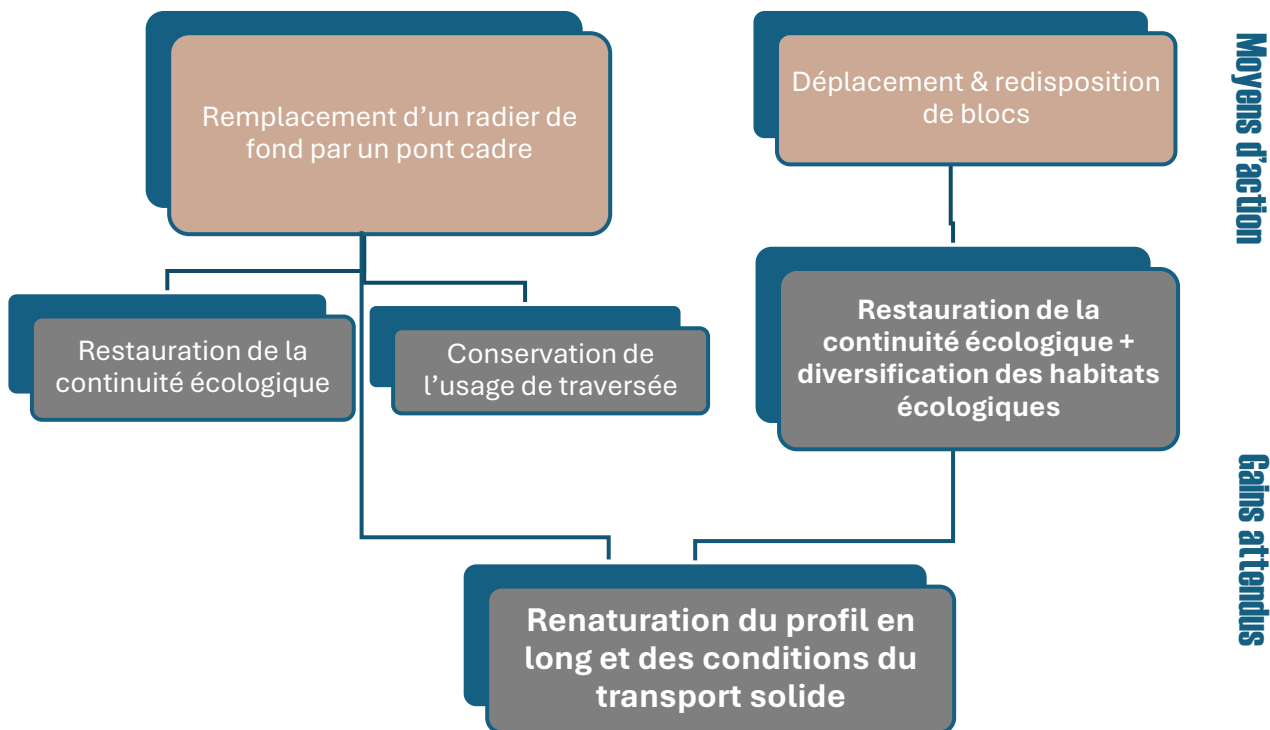 Remplacement d’un radier de
fond par un pont cadre
Déplacement & redisposition
de blocs
Moyens d’action
Restauration de la
continuité écologique
Conservation de
l’usage de traversée
Restauration de la
continuité écologique +
diversification des habitats
écologiques
Gains attendus
Renaturation du profil en
long et des conditions du
transport solide